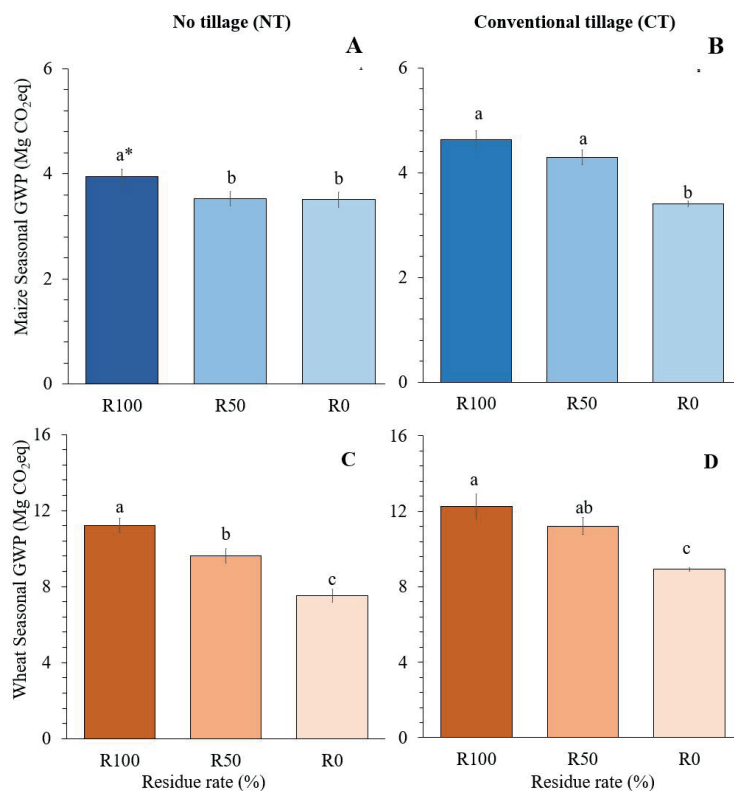 No tillage (NT)
Conventional tillage (CT)
A
B
Maize Seasonal GWP (Mg CO₂eq)
6
4
2
0
a*
b
b
R100
R50
R0
6
4
2
0
a
a
b
R100
R50
R0
C
D
Wheat Seasonal GWP (Mg CO₂eq)
16
12
8
4
0
a
b
c
R100
R50
R0
Residue rate (%)
16
12
8
4
0
a
ab
c
R100
R50
R0
Residue rate (%)